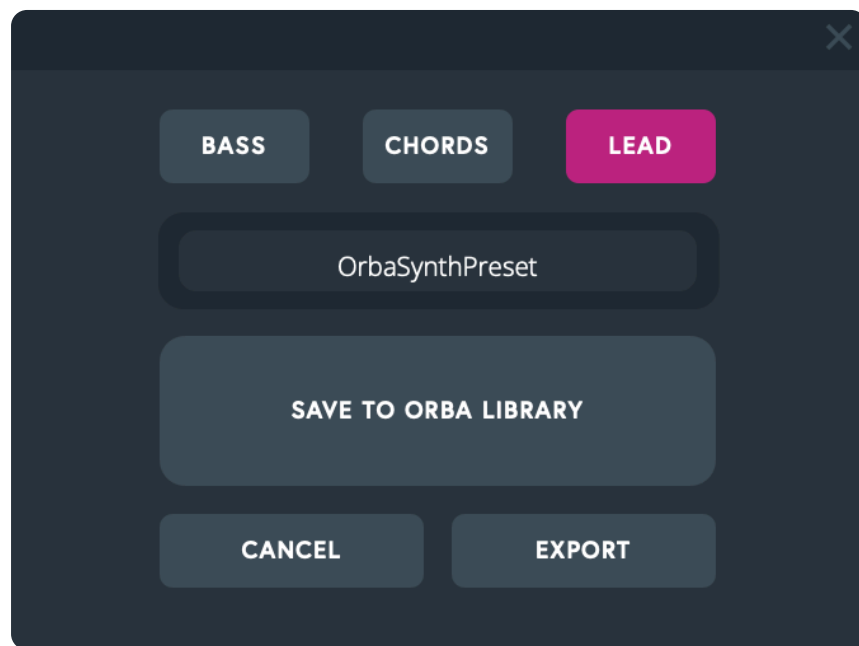 BASS CHORDS LEAD
OrbaSynthPreset
SAVE TO ORBA LIBRARY
CANCEL EXPORT